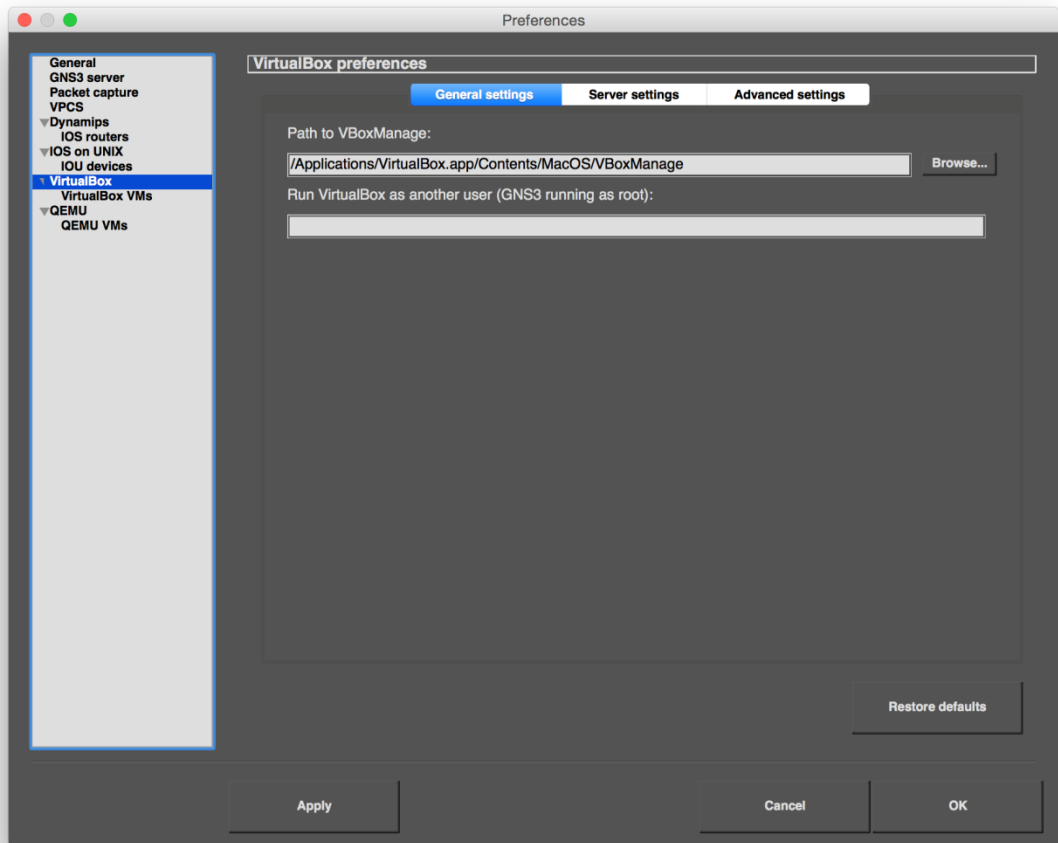 Preferences
General
GNS3 server
Packet capture
VPCS
Dynamips
IOS routers
IOS on UNIX
IOU devices
VirtualBox
VirtualBox VMs
QEMU
QEMU VMs
VirtualBox preferences
General settings Server settings Advanced settings
Path to VBoxManage:
/Applications/VirtualBox.app/Contents/MacOS/VBoxManage Browse...
Run VirtualBox as another user (GNS3 running as root):
Restore defaults
Apply Cancel OK